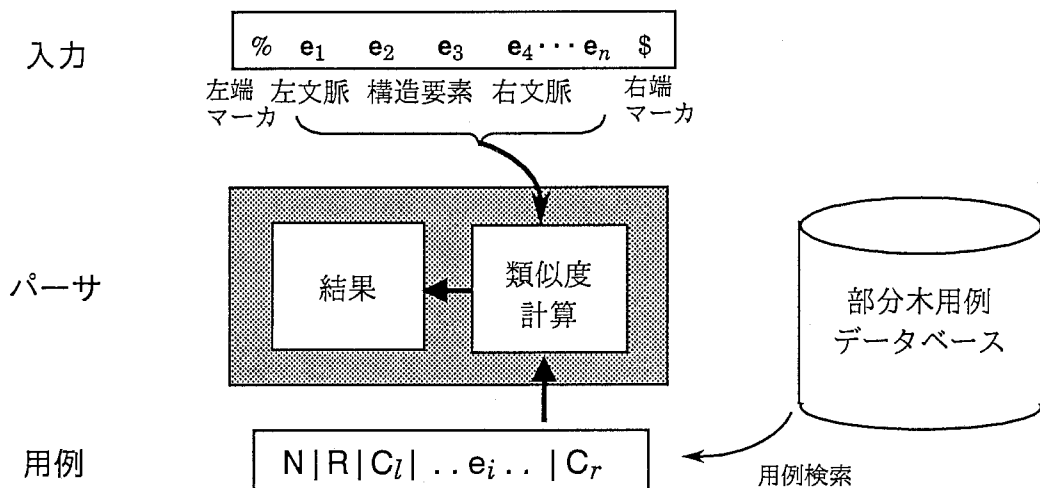 入力
% e1 e2 e3 e4 ··· en $
左端 左文脈 構造要素 右文脈 右端
マーカ マーカ
パーサ
結果
類似度
計算
部分木用例
データベース
用例
N | R | Cl | . . ei . . | Cr
用例検索